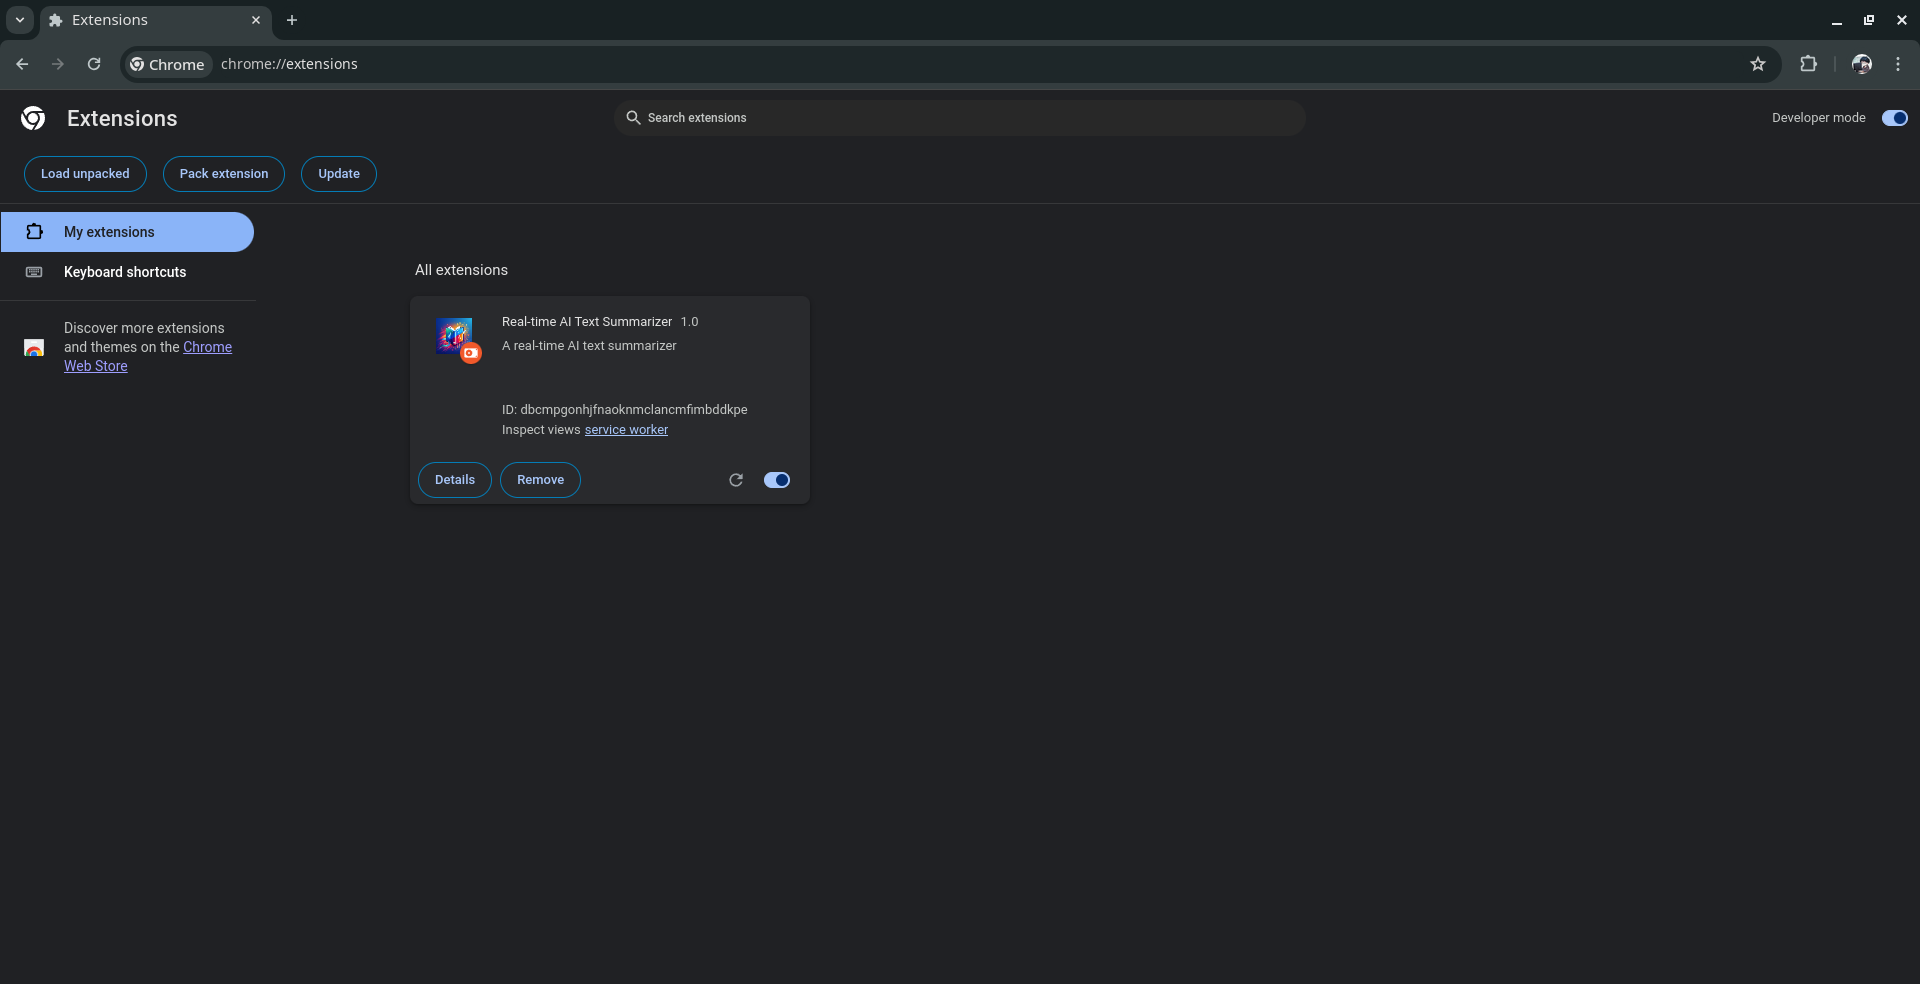 Extensions
Chrome
chrome://extensions
Extensions
Search extensions
Developer mode
Load unpacked
Pack extension
Update
My extensions
Keyboard shortcuts
Discover more extensions
and themes on the Chrome
Web Store
All extensions
Real-time AI Text Summarizer 1.0
A real-time AI text summarizer
ID: dbcmpgonhjfnaoknmclancmfimbddkpe
Inspect views service worker
Details
Remove